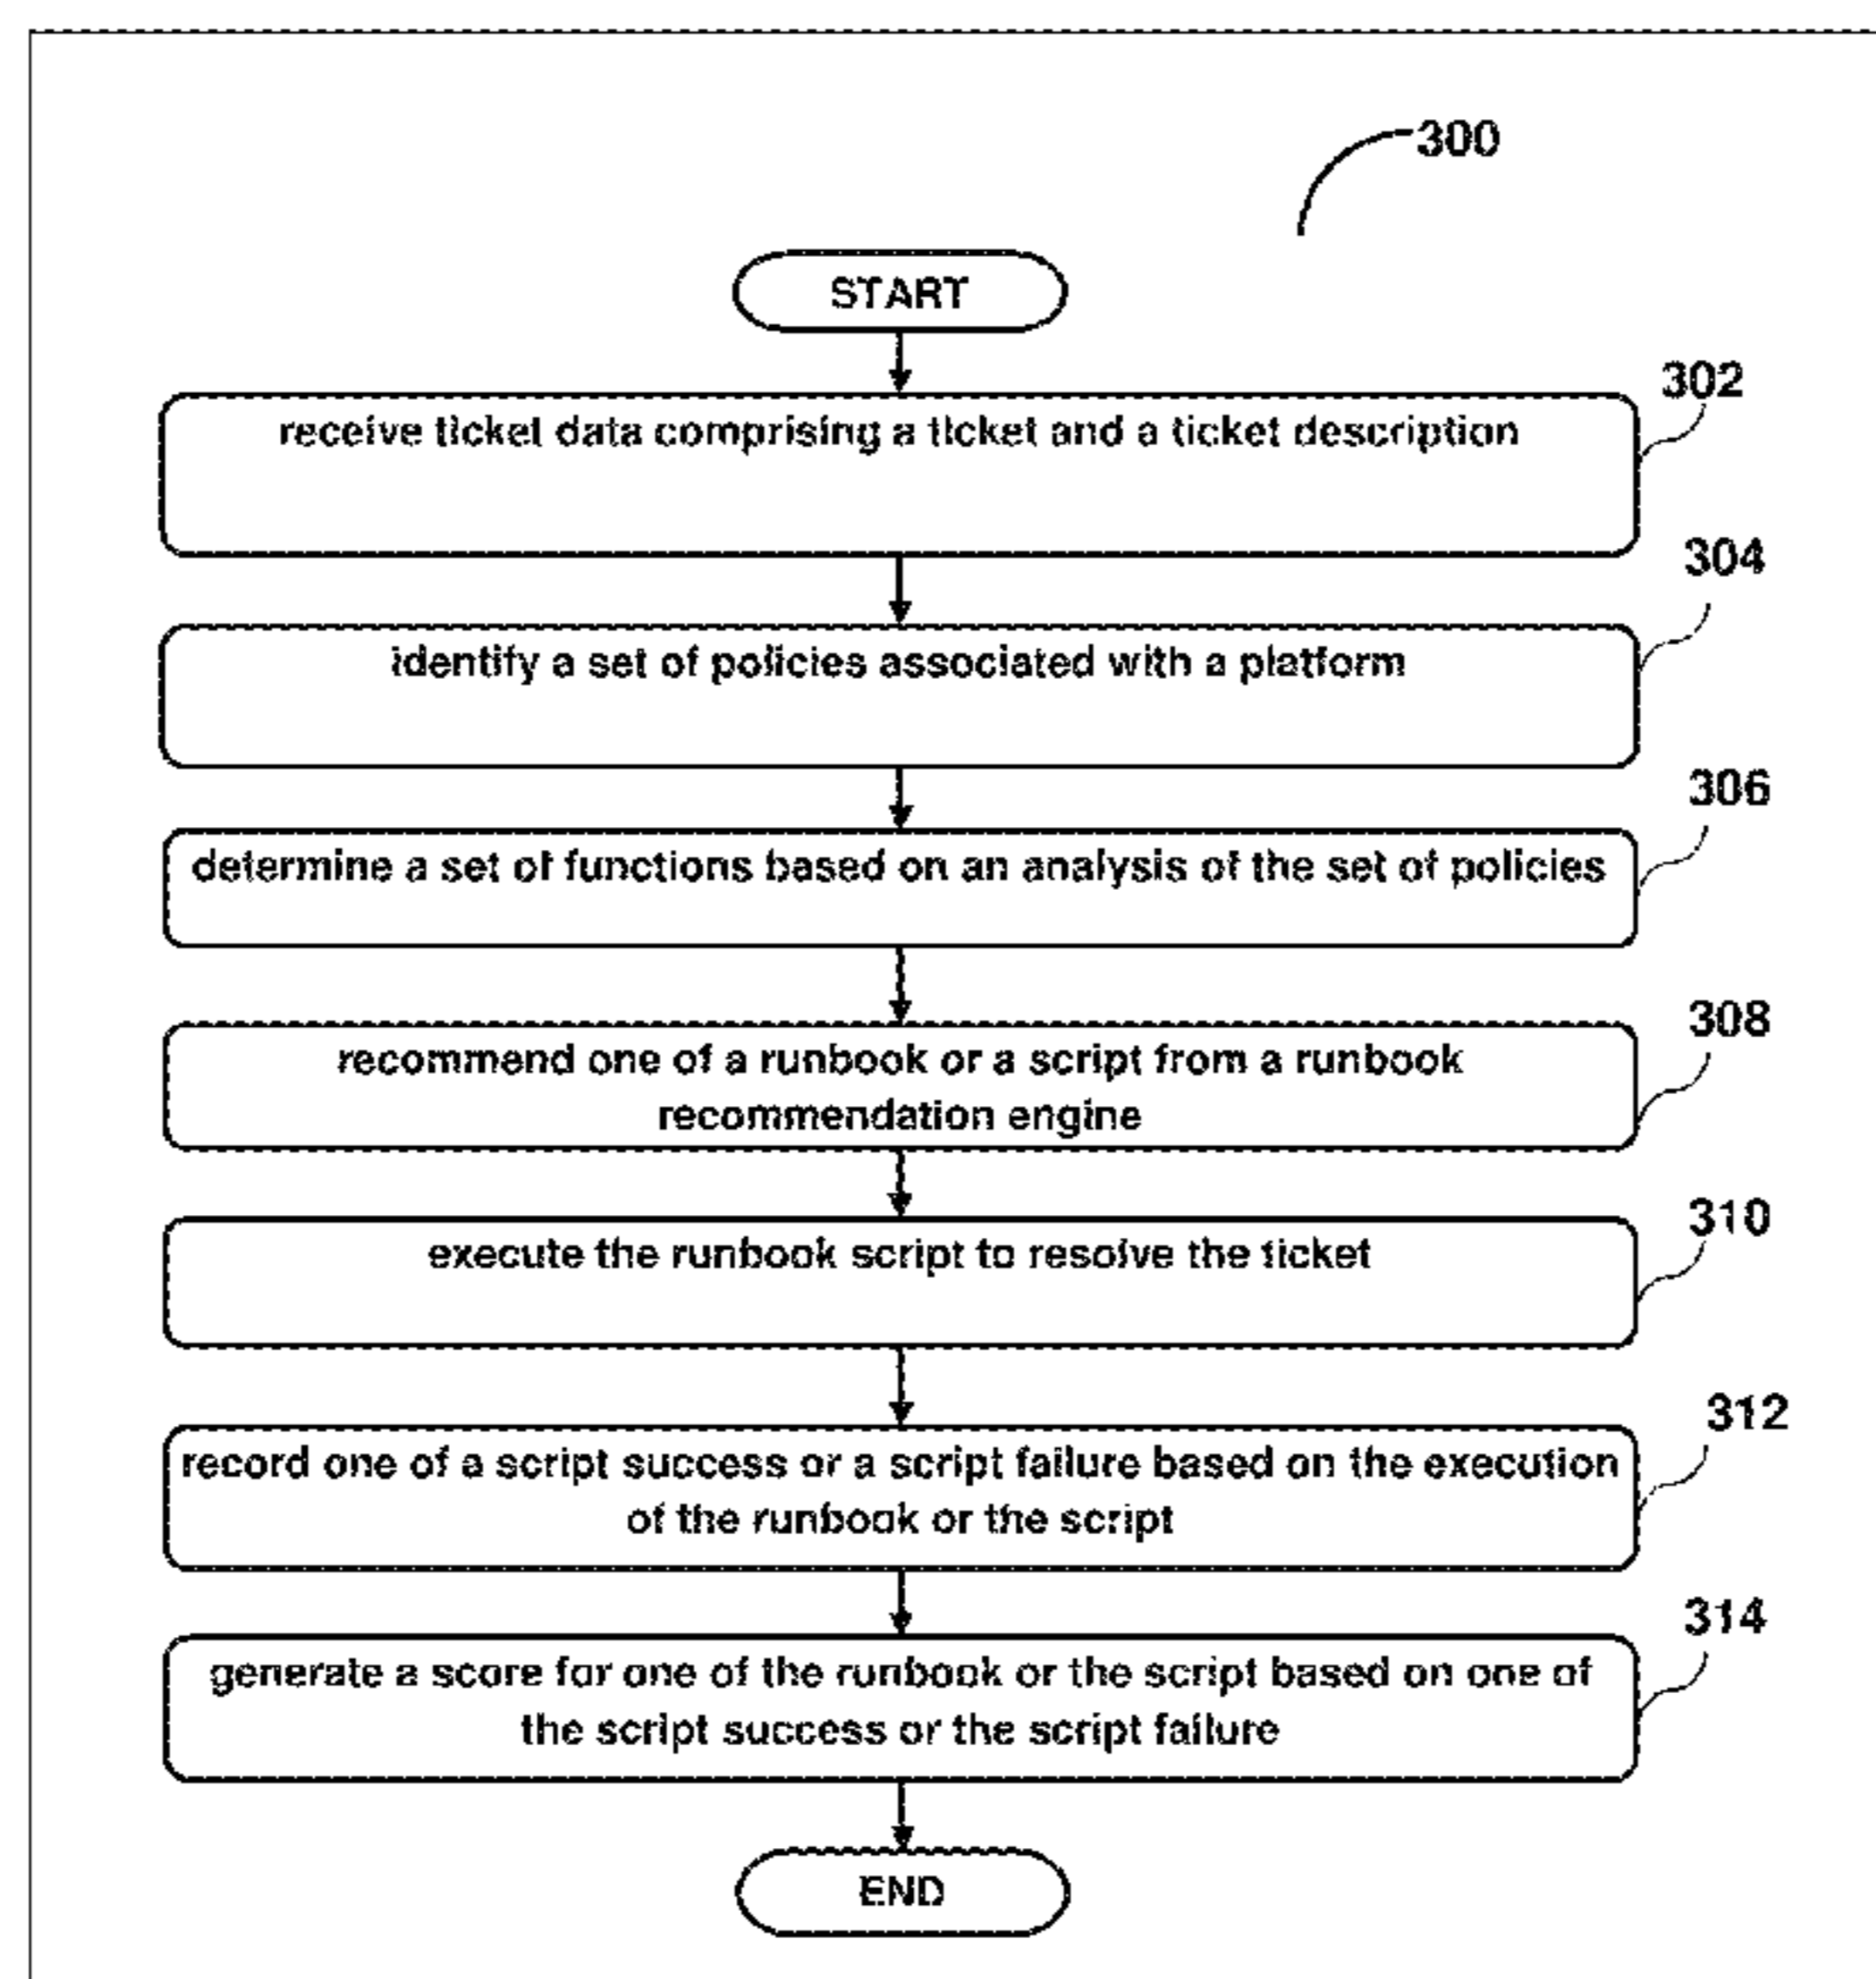 300
START
302
receive ticket data comprising a ticket and a ticket description
304
identify a set of policies associated with a platform
306
determine a set of functions based on an analysis of the set of policies
308
recommend one of a runbook or a script from a runbook
recommendation engine
310
execute the runbook script to resolve the ticket
312
record one of a script success or a script failure based on the execution
of the runbook or the script
314
generate a score for one of the runbook or the script based on one of
the script success or the script failure
END